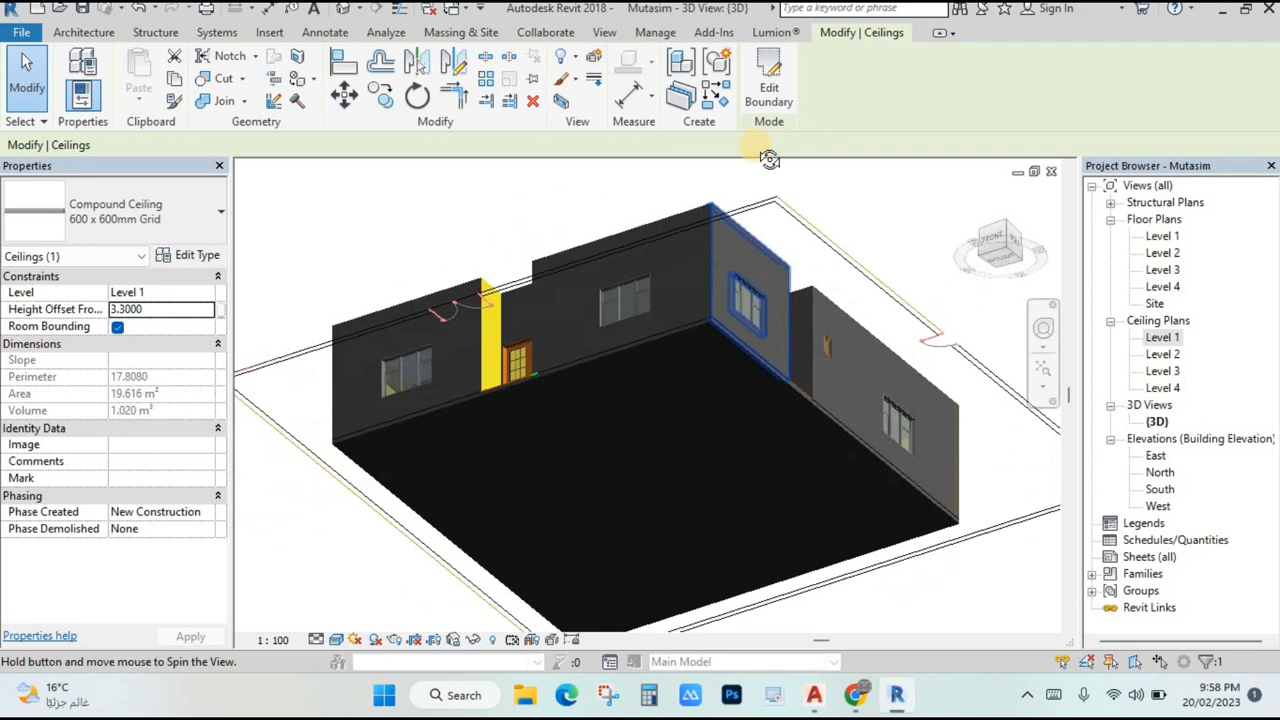 Autodesk Revit 2018 - Mutasim - 3D View: {3D}
Type a keyword or phrase
Sign In
File Architecture Structure Systems Insert Annotate Analyze Massing & Site Collaborate View Manage Add-Ins Lumion® Modify | Ceilings
Modify
Paste
Notch
Cut
Join
Edit
Boundary
Select Properties Clipboard Geometry Modify View Measure Create Mode
Modify | Ceilings
Properties
Compound Ceiling
600 x 600mm Grid
Ceilings (1) Edit Type
Constraints
Level Level 1
Height Offset Fro... 3.3000
Room Bounding
Dimensions
Slope
Perimeter 17.8080
Area 19.616 m²
Volume 1.020 m³
Identity Data
Image
Comments
Mark
Phasing
Phase Created New Construction
Phase Demolished None
Properties help Apply
FRONT
1 : 100
Project Browser - Mutasim
Views (all)
Structural Plans
Floor Plans
Level 1
Level 2
Level 3
Level 4
Site
Ceiling Plans
Level 1
Level 2
Level 3
Level 4
3D Views
{3D}
Elevations (Building Elevation)
East
North
South
West
Legends
Schedules/Quantities
Sheets (all)
Families
Groups
Revit Links
Hold button and move mouse to Spin the View.
:0
Main Model
:1
16°C
غائم جزئيًا
Search
9:58 PM
20/02/2023